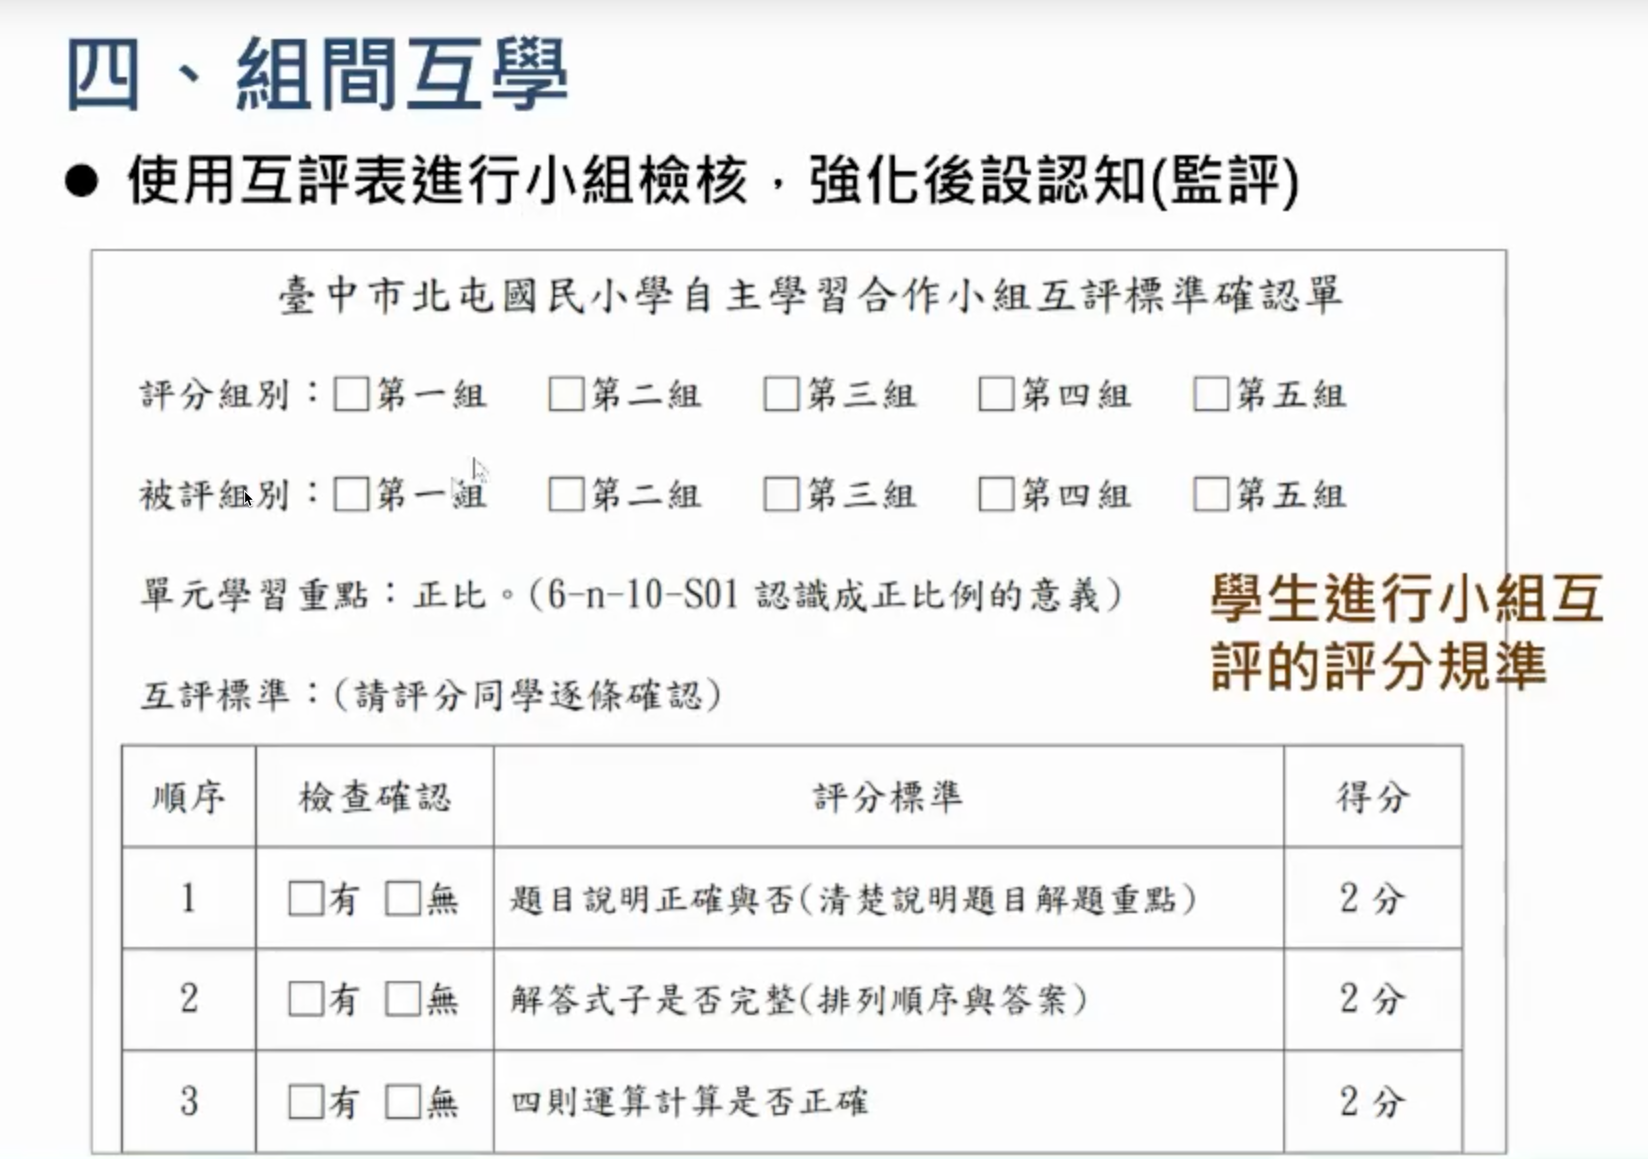 四、組間互學
● 使用互評表進行小組檢核，強化後設認知(監評)
臺中市北屯國民小學自主學習合作小組互評標準確認單
評分組別：□第一組 □第二組 □第三組 □第四組 □第五組
被評組別：□第一組 □第二組 □第三組 □第四組 □第五組
單元學習重點：正比。(6-n-10-S01 認識成正比例的意義)
學生進行小組互
評的評分規準
互評標準：(請評分同學逐條確認)
順序 檢查確認 評分標準 得分
1 □有 □無 題目說明正確與否(清楚說明題目解題重點) 2 分
2 □有 □無 解答式子是否完整(排列順序與答案) 2 分
3 □有 □無 四則運算計算是否正確 2 分